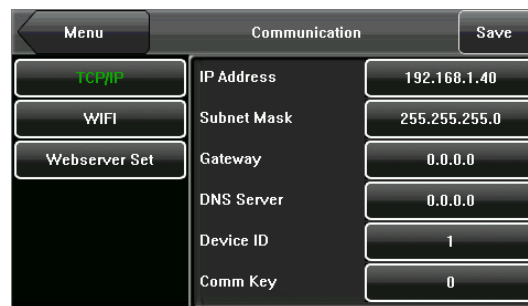 Menu
Communication
Save
TCP/IP
WIFI
Webserver Set
IP Address 192.168.1.40
Subnet Mask 255.255.255.0
Gateway 0.0.0.0
DNS Server 0.0.0.0
Device ID 1
Comm Key 0